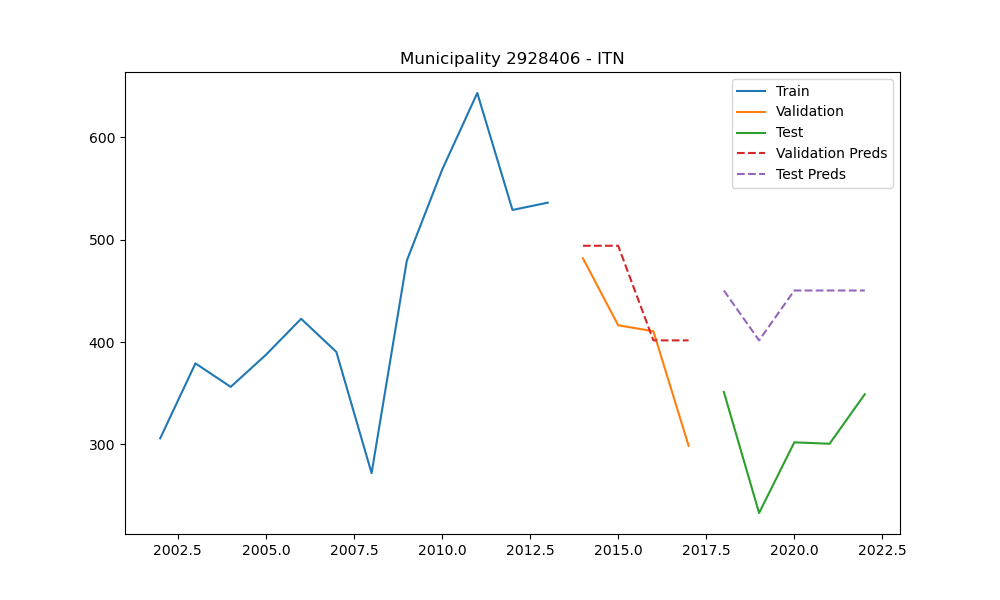 Municipality 2928406 - ITN
Train
Validation
Test
Validation Preds
Test Preds
600
500
400
300
2002.5 2005.0 2007.5 2010.0 2012.5 2015.0 2017.5 2020.0 2022.5